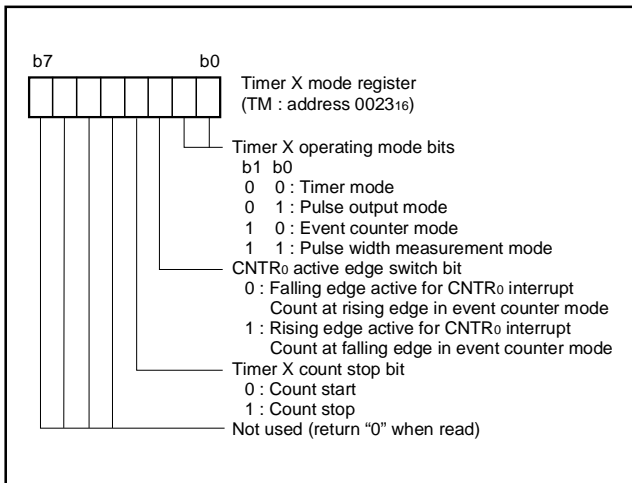 b7 b0
Timer X mode register
(TM : address 002316)
Timer X operating mode bits
b1 b0
0 0 : Timer mode
0 1 : Pulse output mode
1 0 : Event counter mode
1 1 : Pulse width measurement mode
CNTR0 active edge switch bit
0 : Falling edge active for CNTR0 interrupt
Count at rising edge in event counter mode
1 : Rising edge active for CNTR0 interrupt
Count at falling edge in event counter mode
Timer X count stop bit
0 : Count start
1 : Count stop
Not used (return “0” when read)